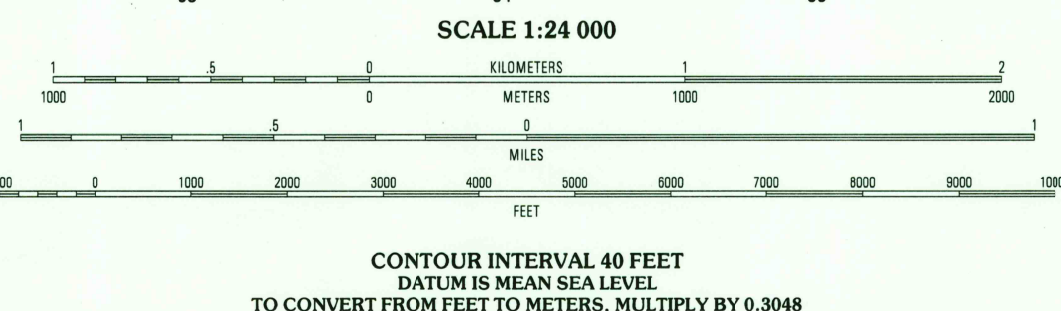 SCALE 1:24 000
1 .5 0 KILOMETERS 1 2
1000 0 METERS 1000 2000
1 .5 0 1
MILES
0 1000 2000 3000 4000 5000 6000 7000 8000 9000
FEET
CONTOUR INTERVAL 40 FEET
DATUM IS MEAN SEA LEVEL
TO CONVERT FROM FEET TO METERS, MULTIPLY BY 0.3048